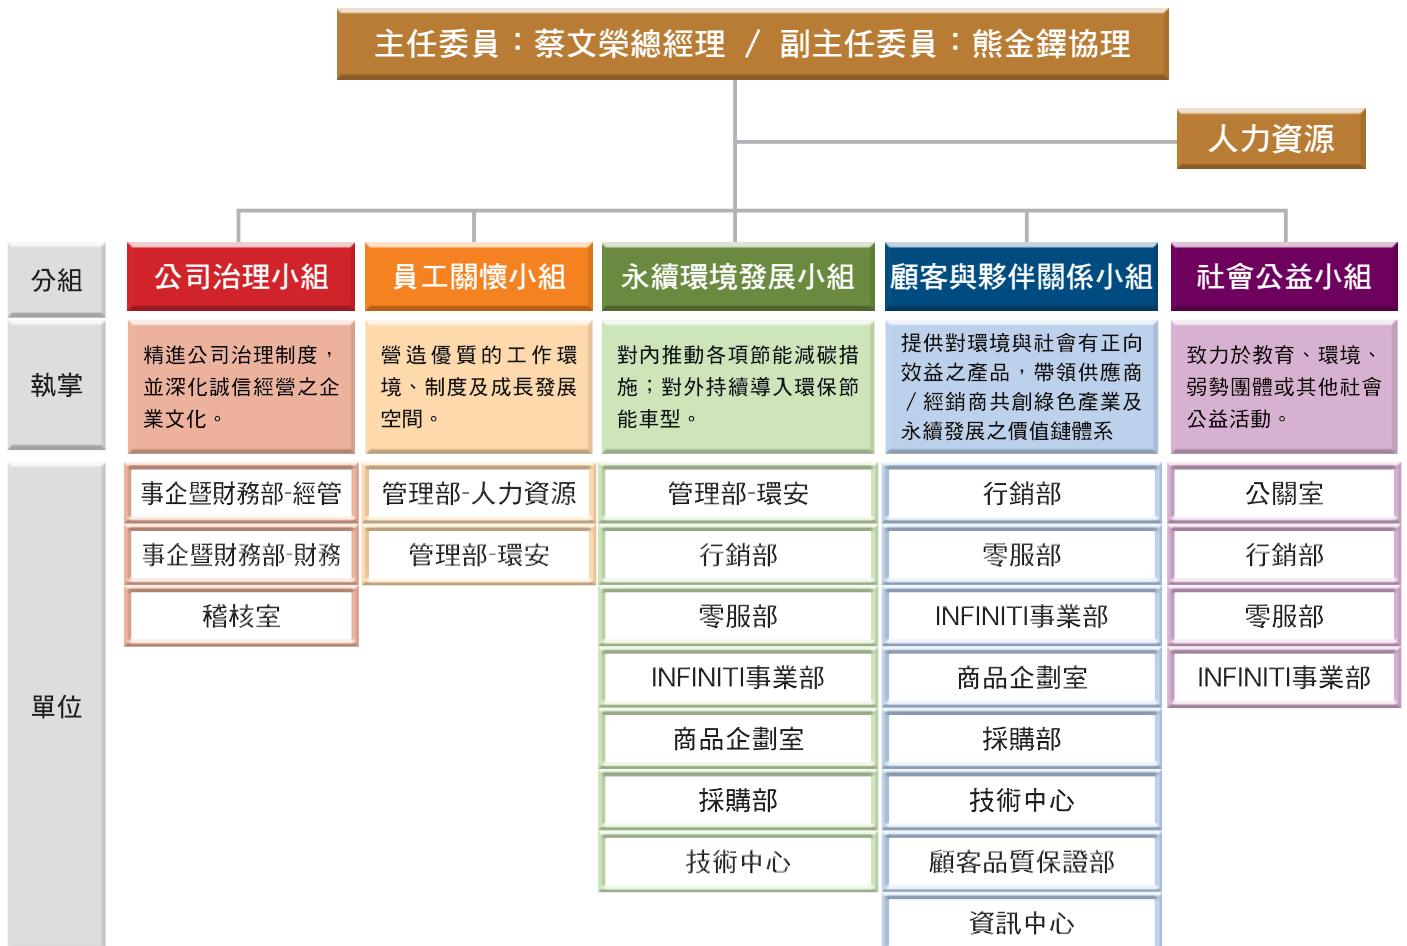 主任委員：蔡文榮總經理 / 副主任委員：熊金鐸協理
人力資源
分組
公司治理小組
員工關懷小組
永續環境發展小組
顧客與夥伴關係小組
社會公益小組
執掌
精進公司治理制度，
並深化誠信經營之企
業文化。
營造優質的工作環
境、制度及成長發展
空間。
對內推動各項節能減碳措
施；對外持續導入環保節
能車型。
提供對環境與社會有正向
效益之產品，帶領供應商
/ 經銷商共創綠色產業及
永續發展之價值鏈體系
致力於教育、環境、
弱勢團體或其他社會
公益活動。
單位
事企暨財務部-經管
事企暨財務部-財務
稽核室
管理部-人力資源
管理部-環安
管理部-環安
行銷部
零服部
INFINITI事業部
商品企劃室
採購部
技術中心
行銷部
零服部
INFINITI事業部
商品企劃室
採購部
技術中心
顧客品質保證部
資訊中心
公關室
行銷部
零服部
INFINITI事業部